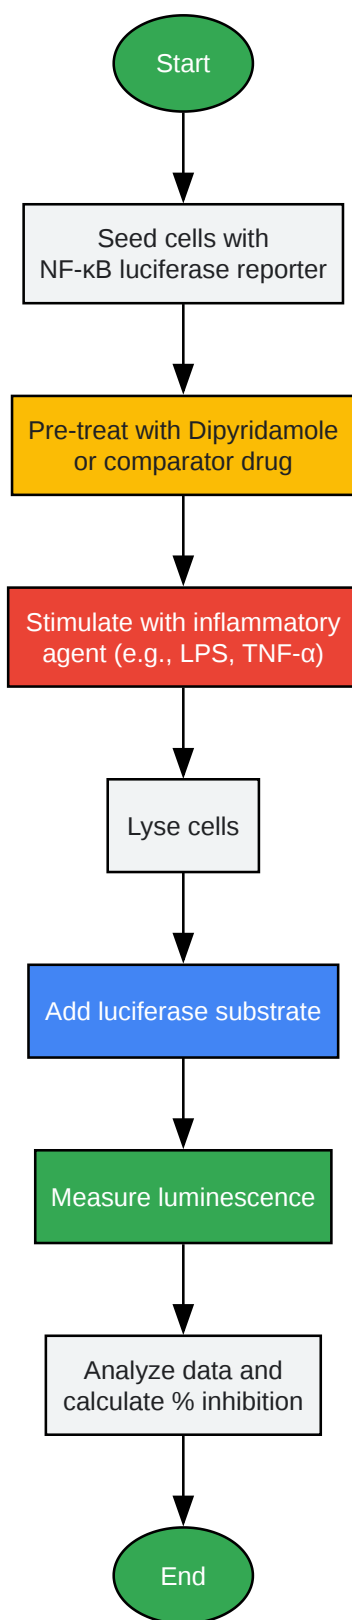 Start
Seed cells with
NF-κB luciferase reporter
Pre-treat with Dipyridamole
or comparator drug
Stimulate with inflammatory
agent (e.g., LPS, TNF-α)
Lyse cells
Add luciferase substrate
Measure luminescence
Analyze data and
calculate % inhibition
End